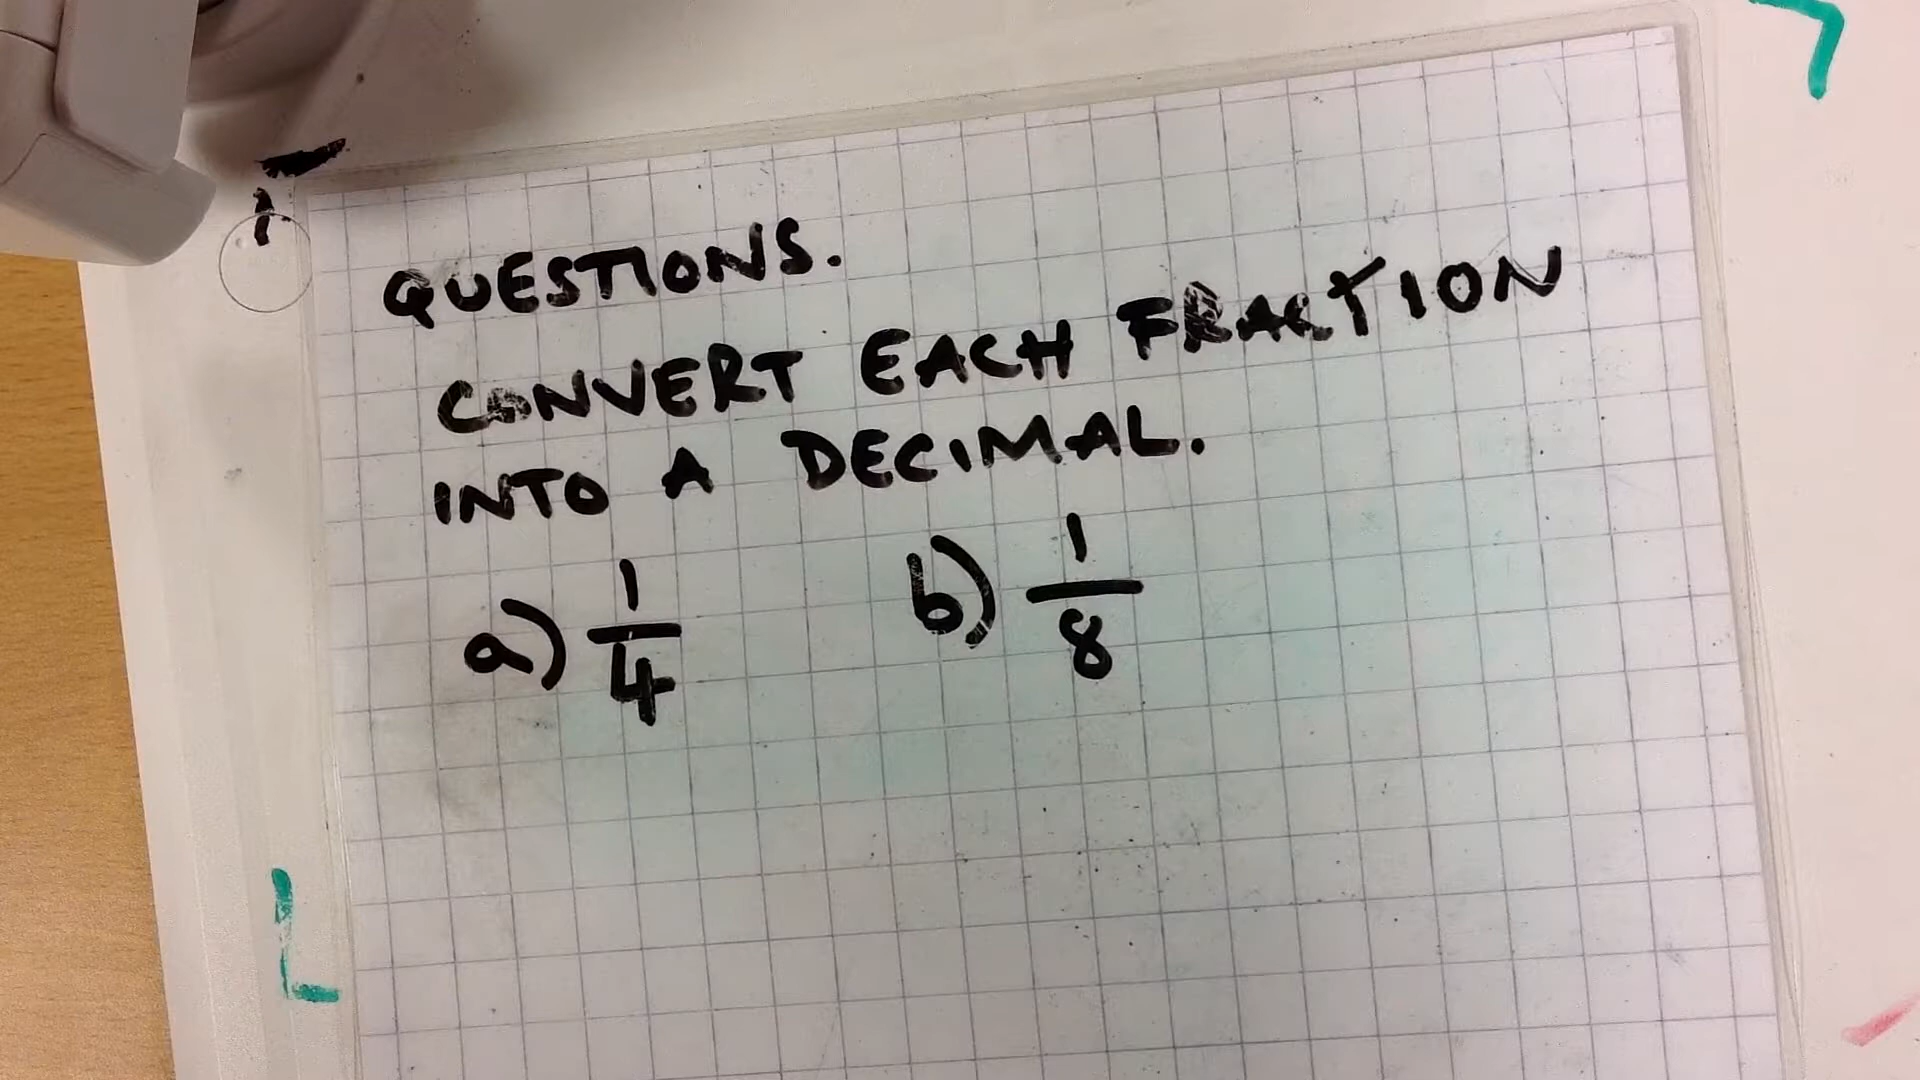 QUESTIONS.
CONVERT EACH FRACTION
INTO A DECIMAL.
a) 1/4 b) 1/8